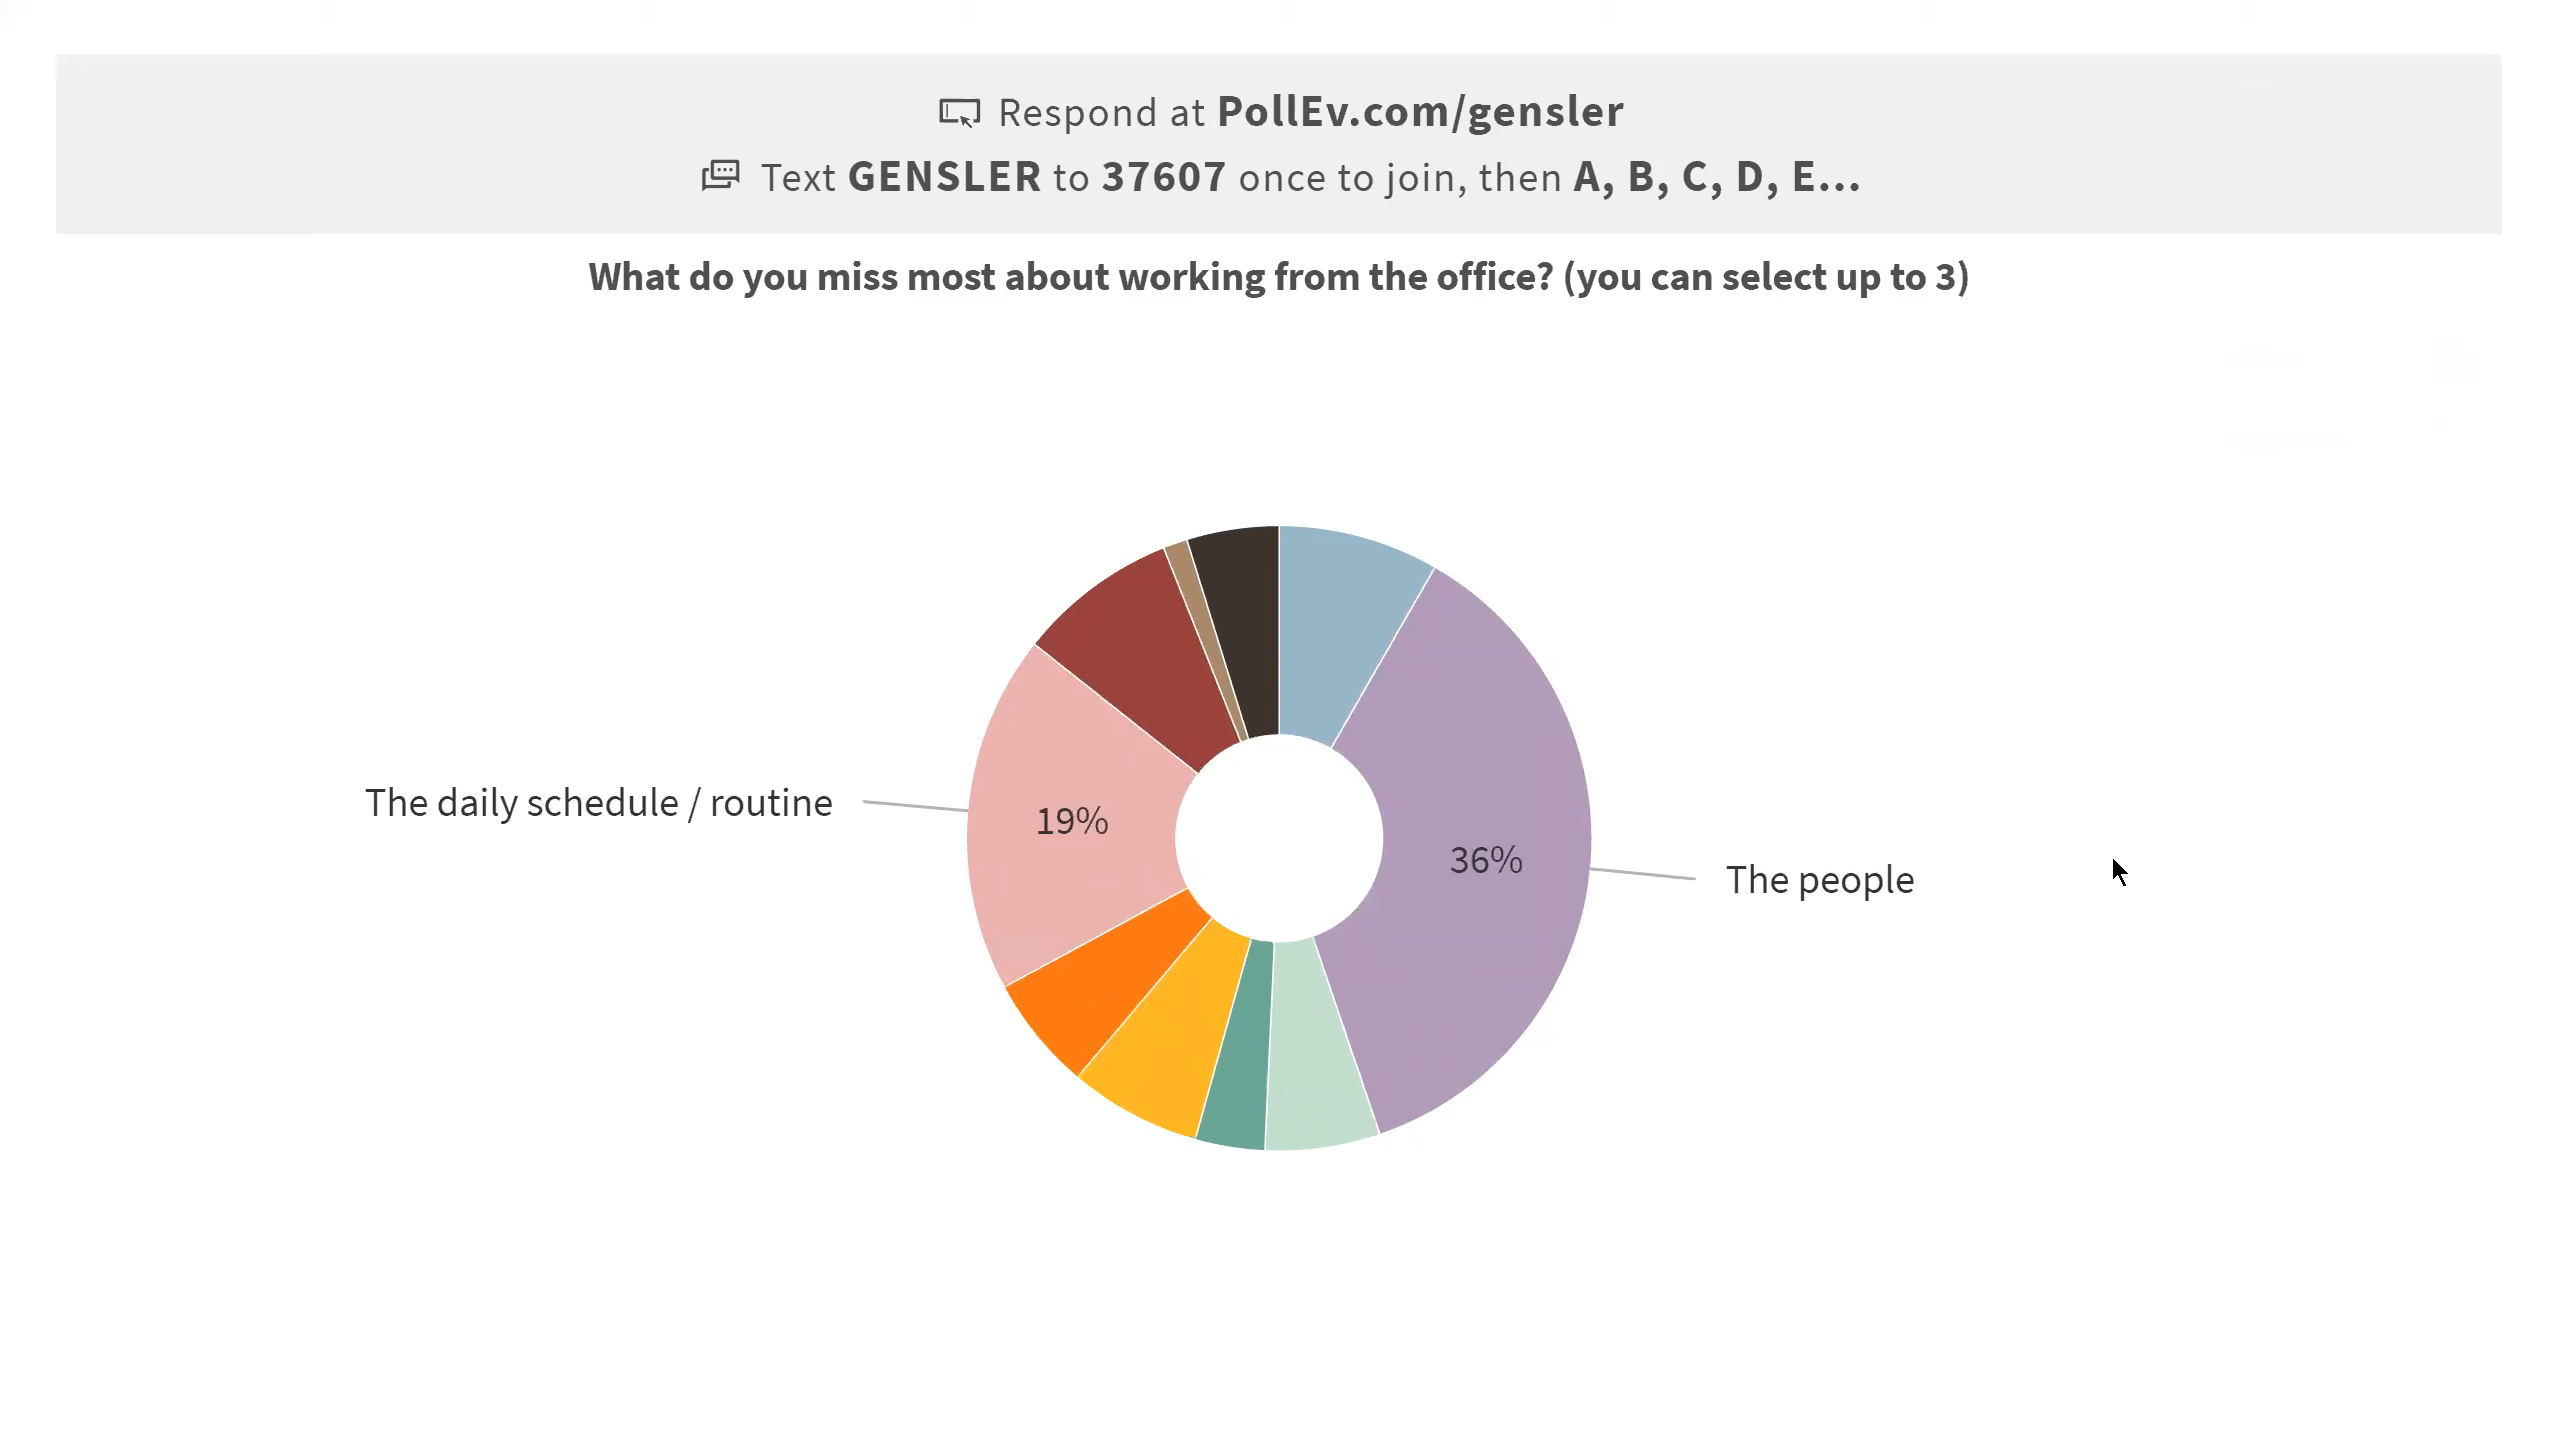 Respond at PollEv.com/gensler
Text GENSLER to 37607 once to join, then A, B, C, D, E...
What do you miss most about working from the office? (you can select up to 3)
The daily schedule / routine
19%
36%
The people